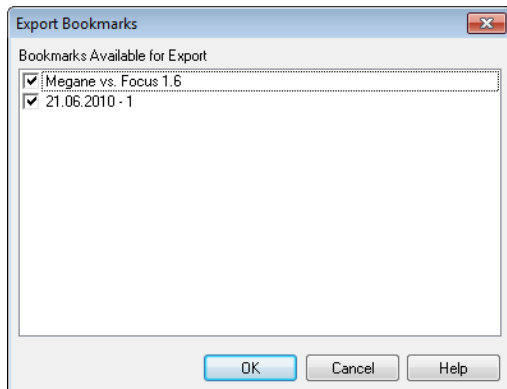 Export Bookmarks
Bookmarks Available for Export
Megane vs. Focus 1.6
21.06.2010 - 1
OK Cancel Help